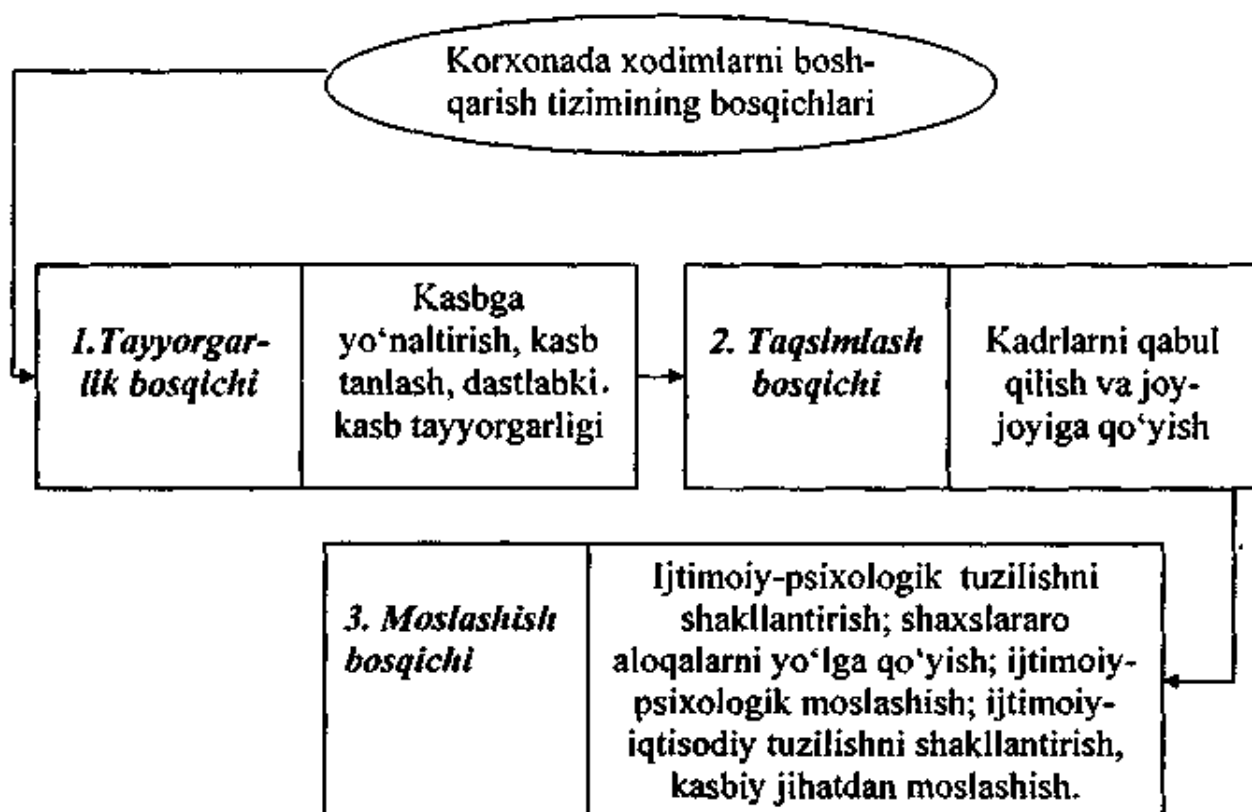 Korxonada xodimlarni bosh-
qarish tizimining bosqichlari
1.Tayyorgar-
lik bosqichi
Kasbga
yo‘naltirish, kasb
tanlash, dastlabki.
kasb tayyorgarligi
2. Taqsimlash
bosqichi
Kadrlarni qabul
qilish va joy-
joyiga qo‘yish
3. Moslashish
bosqichi
Ijtimoiy-psixologik tuzilishni
shakllantirish; shaxslararo
aloqalarni yo‘lga qo‘yish; ijtimoiy-
psixologik moslashish; ijtimoiy-
iqtisodiy tuzilishni shakllantirish,
kasbiy jihatdan moslashish.